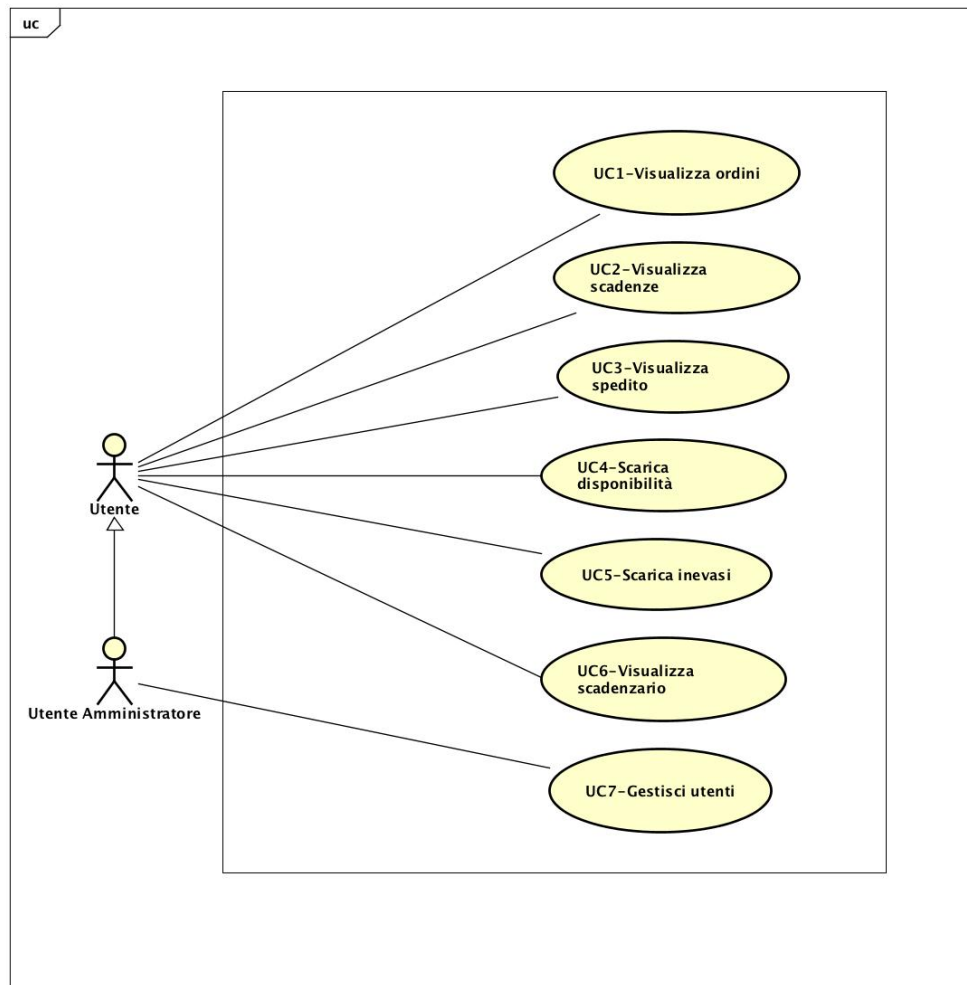 uc
UC1-Visualizza ordini
UC2-Visualizza
scadenze
UC3-Visualizza
spedito
UC4-Scarica
disponibilità
Utente
UC5-Scarica inevasi
UC6-Visualizza
scadenzario
Utente Amministratore
UC7-Gestisci utenti